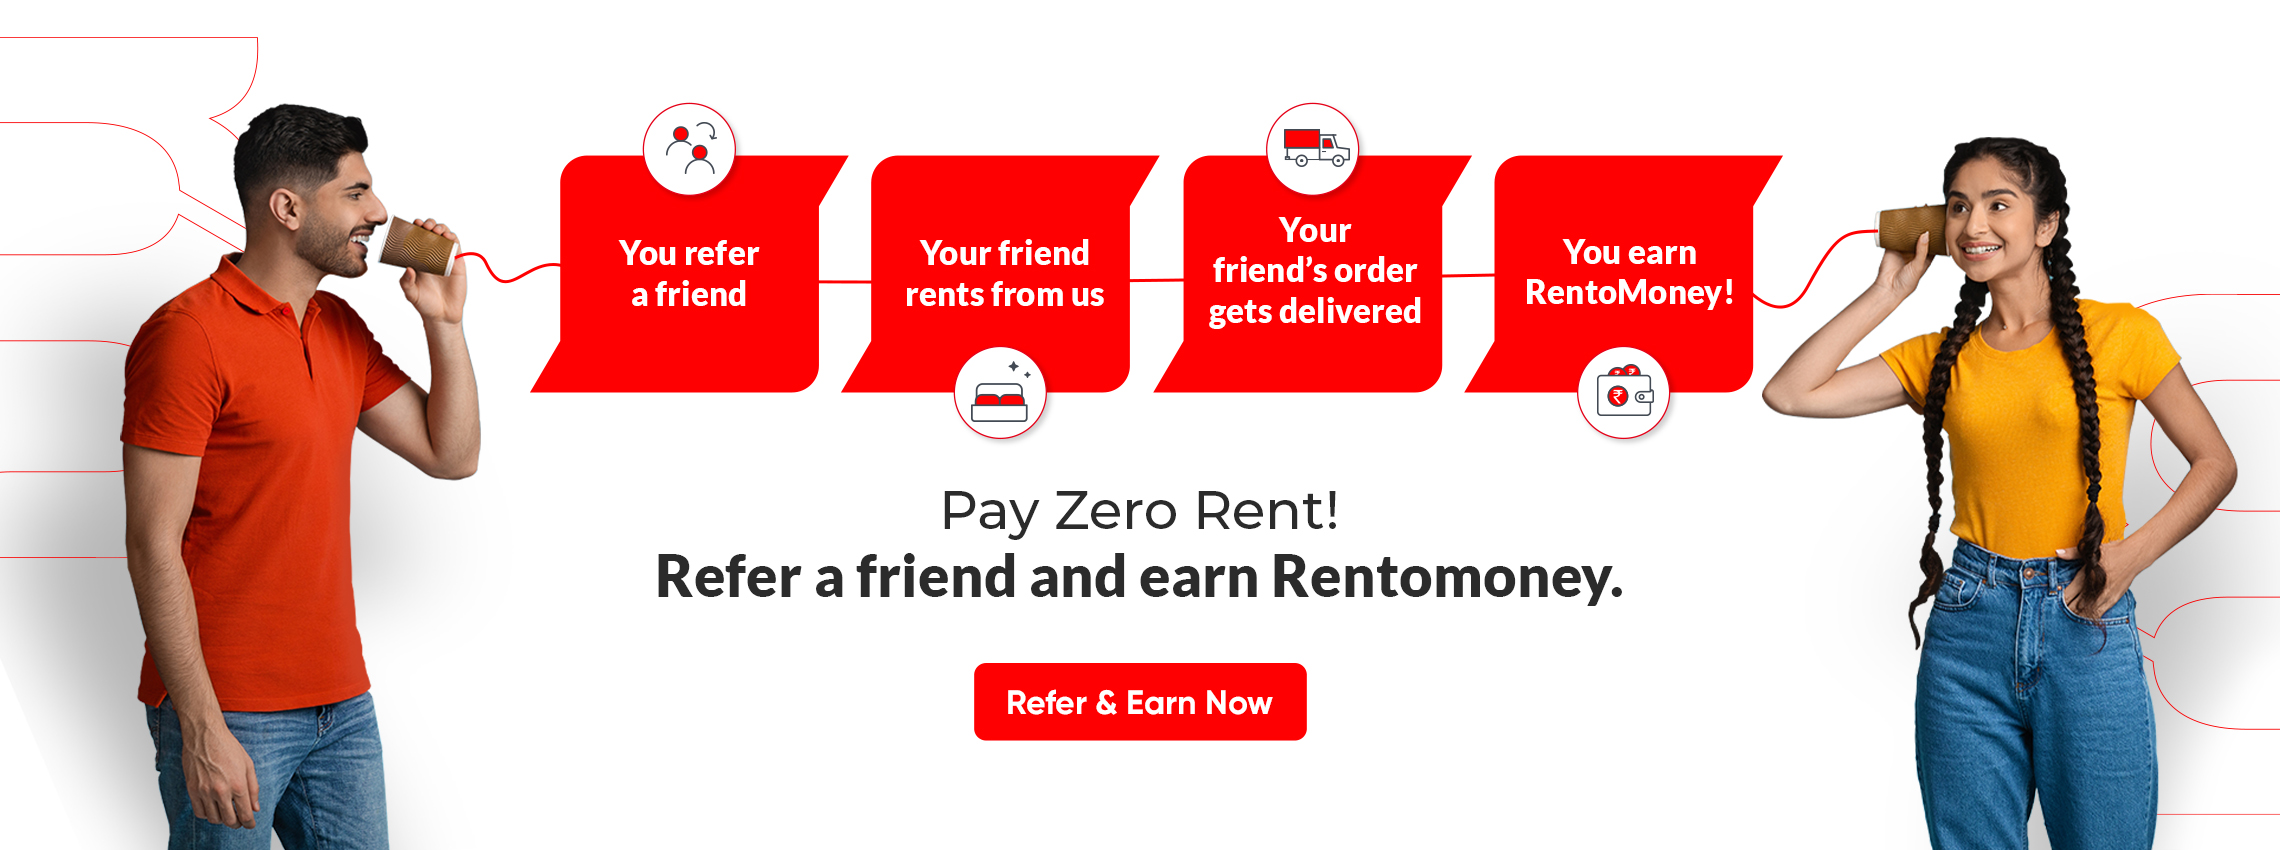 You refer
a friend
Your friend
rents from us
Your
friend’s order
gets delivered
You earn
RentoMoney!
₹ ₹
₹
Pay Zero Rent!
Refer a friend and earn Rentomoney.
Refer & Earn Now